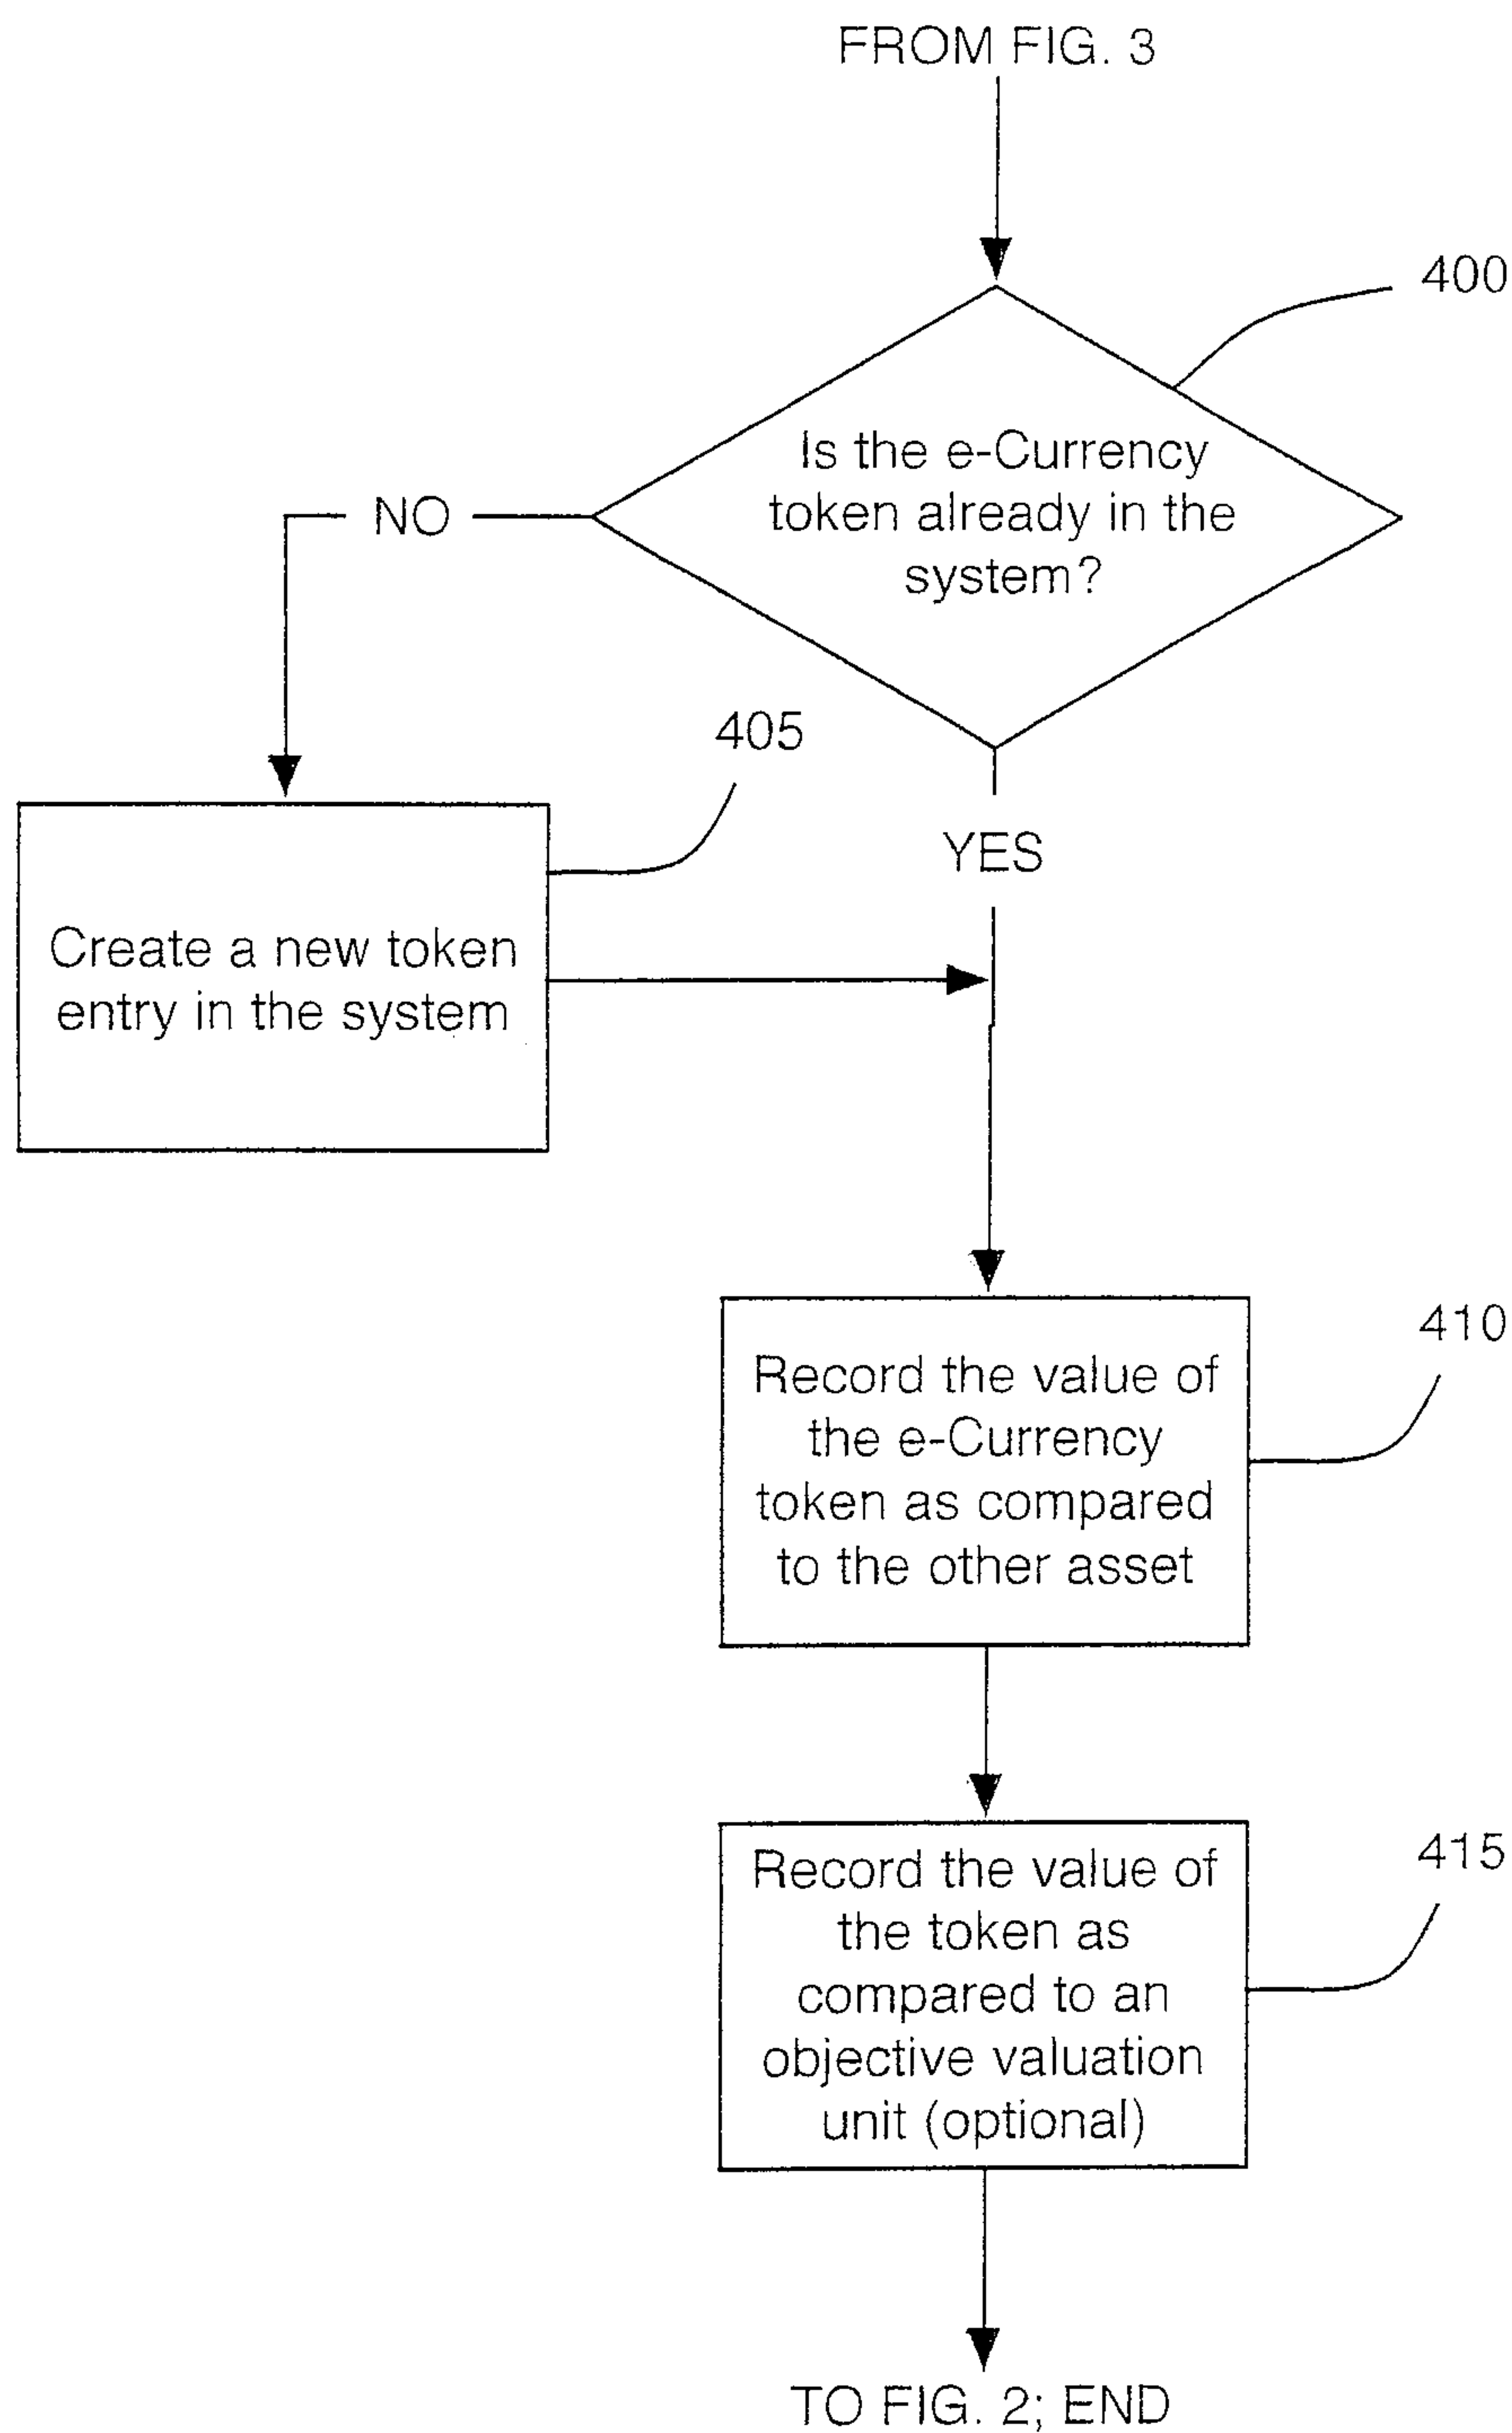 FROM FIG. 3
400
Is the e-Currency
token already in the
system?
NO
405
YES
Create a new token
entry in the system
410
Record the value of
the e-Currency
token as compared
to the other asset
415
Record the value of
the token as
compared to an
objective valuation
unit (optional)
TO FIG. 2; END